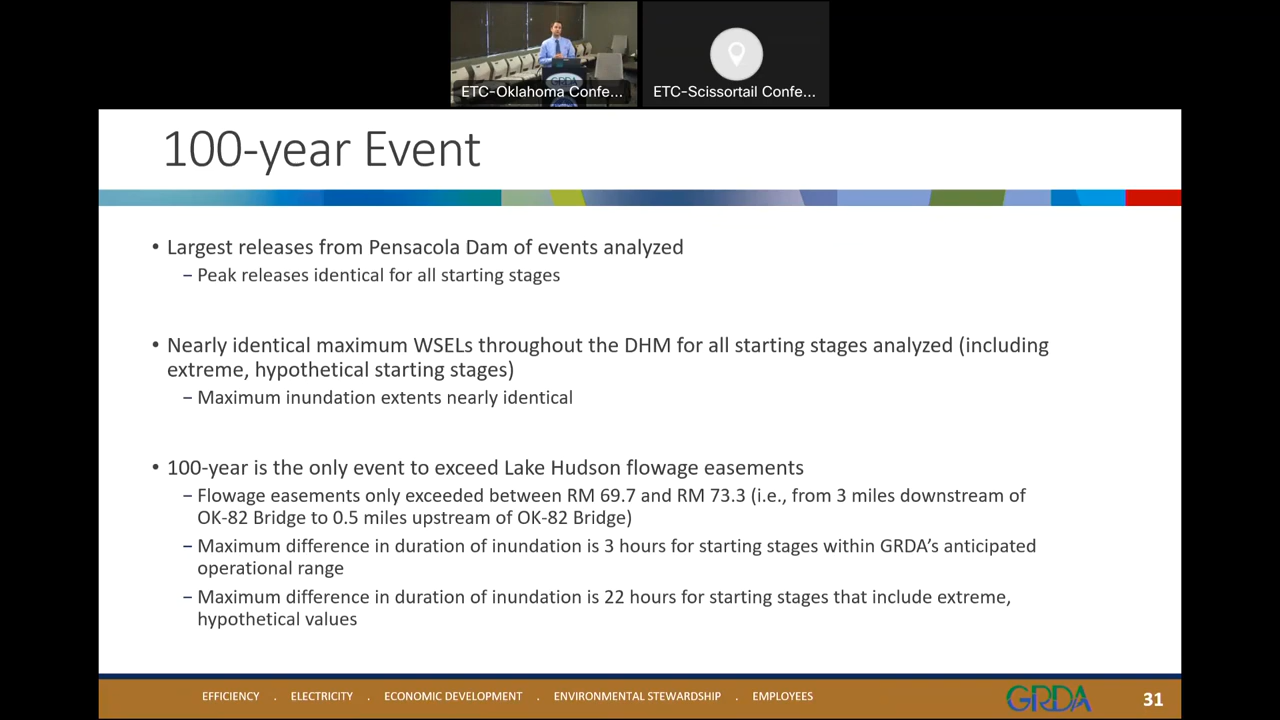 GRDA
ETC-Oklahoma Confe...
ETC-Scissortail Confe...
100-year Event
• Largest releases from Pensacola Dam of events analyzed
– Peak releases identical for all starting stages
• Nearly identical maximum WSELs throughout the DHM for all starting stages analyzed (including
extreme, hypothetical starting stages)
– Maximum inundation extents nearly identical
• 100-year is the only event to exceed Lake Hudson flowage easements
– Flowage easements only exceeded between RM 69.7 and RM 73.3 (i.e., from 3 miles downstream of
OK-82 Bridge to 0.5 miles upstream of OK-82 Bridge)
– Maximum difference in duration of inundation is 3 hours for starting stages within GRDA’s anticipated
operational range
– Maximum difference in duration of inundation is 22 hours for starting stages that include extreme,
hypothetical values
EFFICIENCY . ELECTRICITY . ECONOMIC DEVELOPMENT . ENVIRONMENTAL STEWARDSHIP . EMPLOYEES
GRDA
31